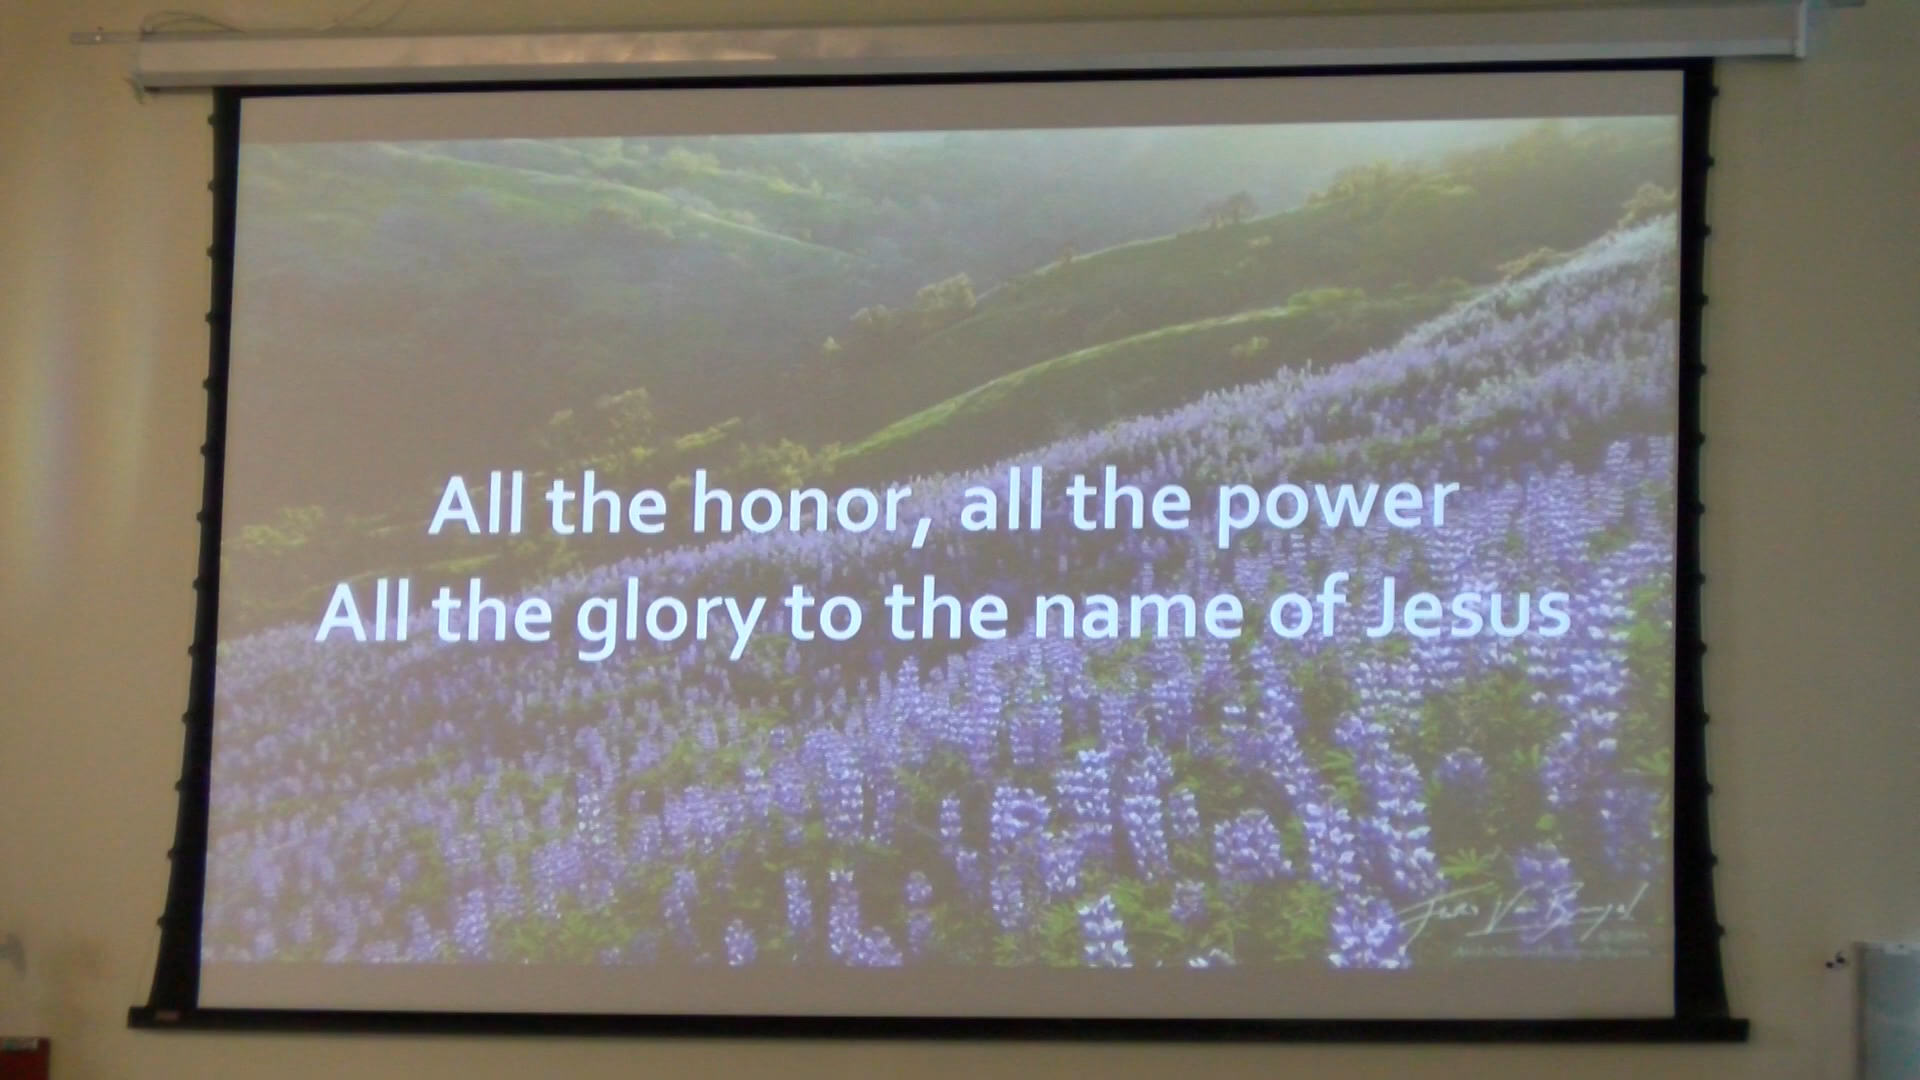 All the honor, all the power
All the glory to the name of Jesus